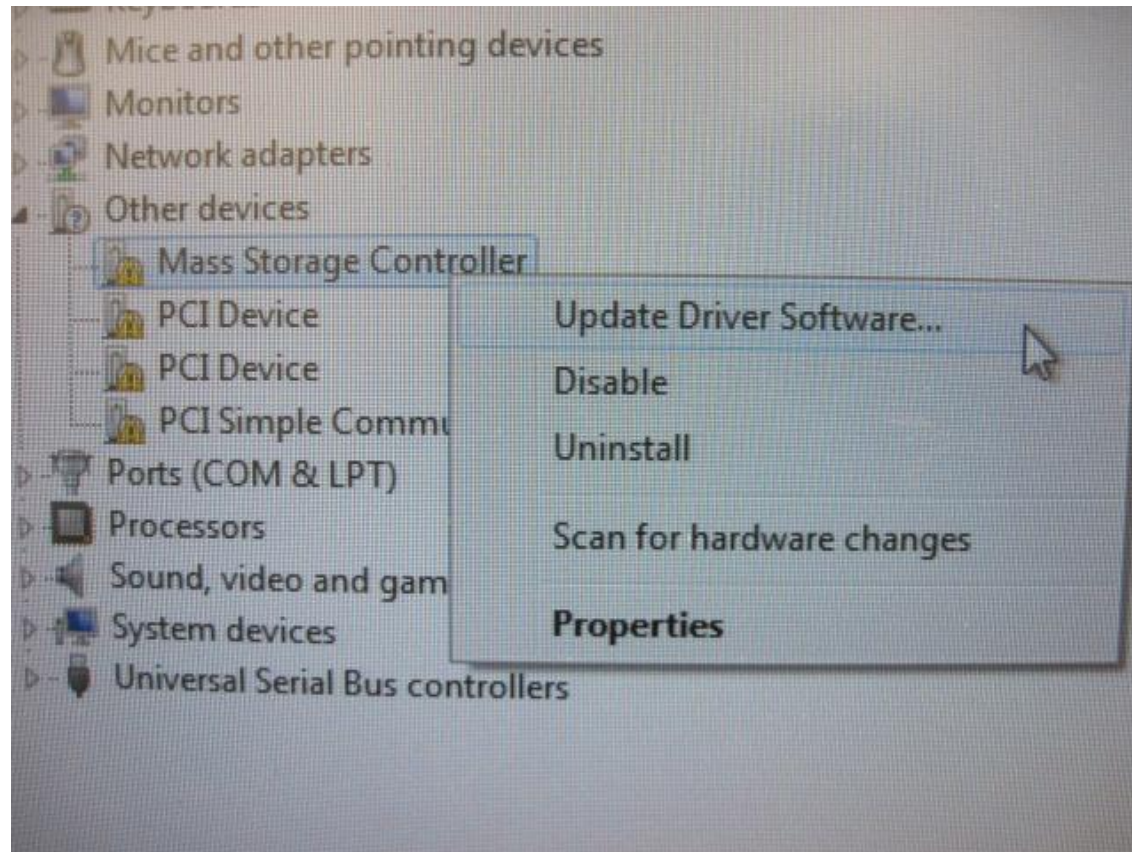 Mice and other pointing devices
Monitors
Network adapters
Other devices
Mass Storage Controller
PCI Device
PCI Device
PCI Simple Commu
Ports (COM & LPT)
Processors
Sound, video and gam
System devices
Universal Serial Bus controllers
Update Driver Software...
Disable
Uninstall
Scan for hardware changes
Properties